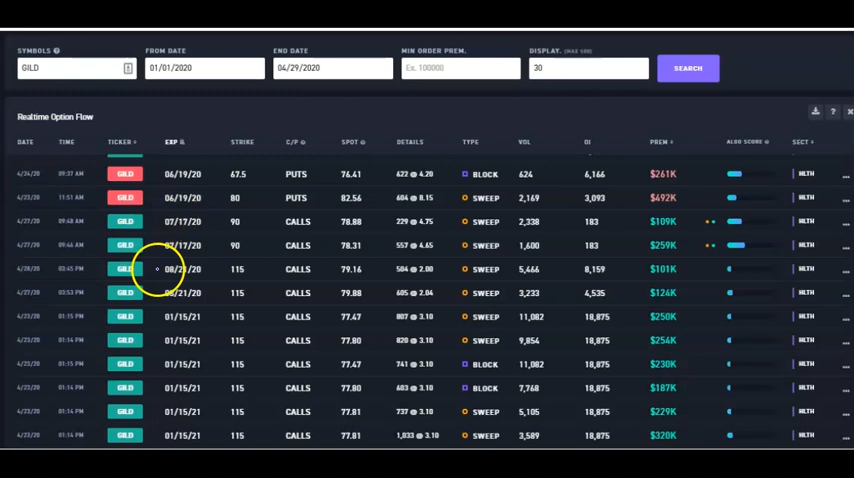 SYMBOLS ? FROM DATE END DATE MIN ORDER PREM. DISPLAY. (MAX 500)
GILD 01/01/2020 04/29/2020 Ex. 100000 30 SEARCH
Realtime Option Flow
DATE TIME TICKER EXP STRIKE C/P SPOT DETAILS TYPE VOL OI PREM ALGO SCORE SECT
4/24/20 09:37 AM GILD 06/19/20 67.5 PUTS 76.41 622 @ 4.20 BLOCK 624 6,166 $261K HLTH ...
4/23/20 11:51 AM GILD 06/19/20 80 PUTS 82.56 604 @ 8.15 SWEEP 2,169 3,093 $492K HLTH ...
4/27/20 09:48 AM GILD 07/17/20 90 CALLS 78.88 229 @ 4.75 SWEEP 2,338 183 $109K HLTH ...
4/27/20 09:46 AM GILD 07/17/20 90 CALLS 78.31 557 @ 4.65 SWEEP 1,600 183 $259K HLTH ...
4/28/20 03:45 PM GILD 08/21/20 115 CALLS 79.16 504 @ 2.00 SWEEP 5,466 8,159 $101K HLTH ...
4/27/20 03:53 PM GILD 08/21/20 115 CALLS 79.88 605 @ 2.04 SWEEP 3,233 4,535 $124K HLTH ...
4/23/20 01:15 PM GILD 01/15/21 115 CALLS 77.47 807 @ 3.10 SWEEP 11,082 18,875 $250K HLTH ...
4/23/20 01:14 PM GILD 01/15/21 115 CALLS 77.80 820 @ 3.10 SWEEP 9,854 18,875 $254K HLTH ...
4/23/20 01:15 PM GILD 01/15/21 115 CALLS 77.47 741 @ 3.10 BLOCK 11,082 18,875 $230K HLTH ...
4/23/20 01:14 PM GILD 01/15/21 115 CALLS 77.80 603 @ 3.10 BLOCK 7,768 18,875 $187K HLTH ...
4/23/20 01:14 PM GILD 01/15/21 115 CALLS 77.81 737 @ 3.10 SWEEP 5,105 18,875 $229K HLTH ...
4/23/20 01:14 PM GILD 01/15/21 115 CALLS 77.81 1,033 @ 3.10 SWEEP 3,589 18,875 $320K HLTH ...